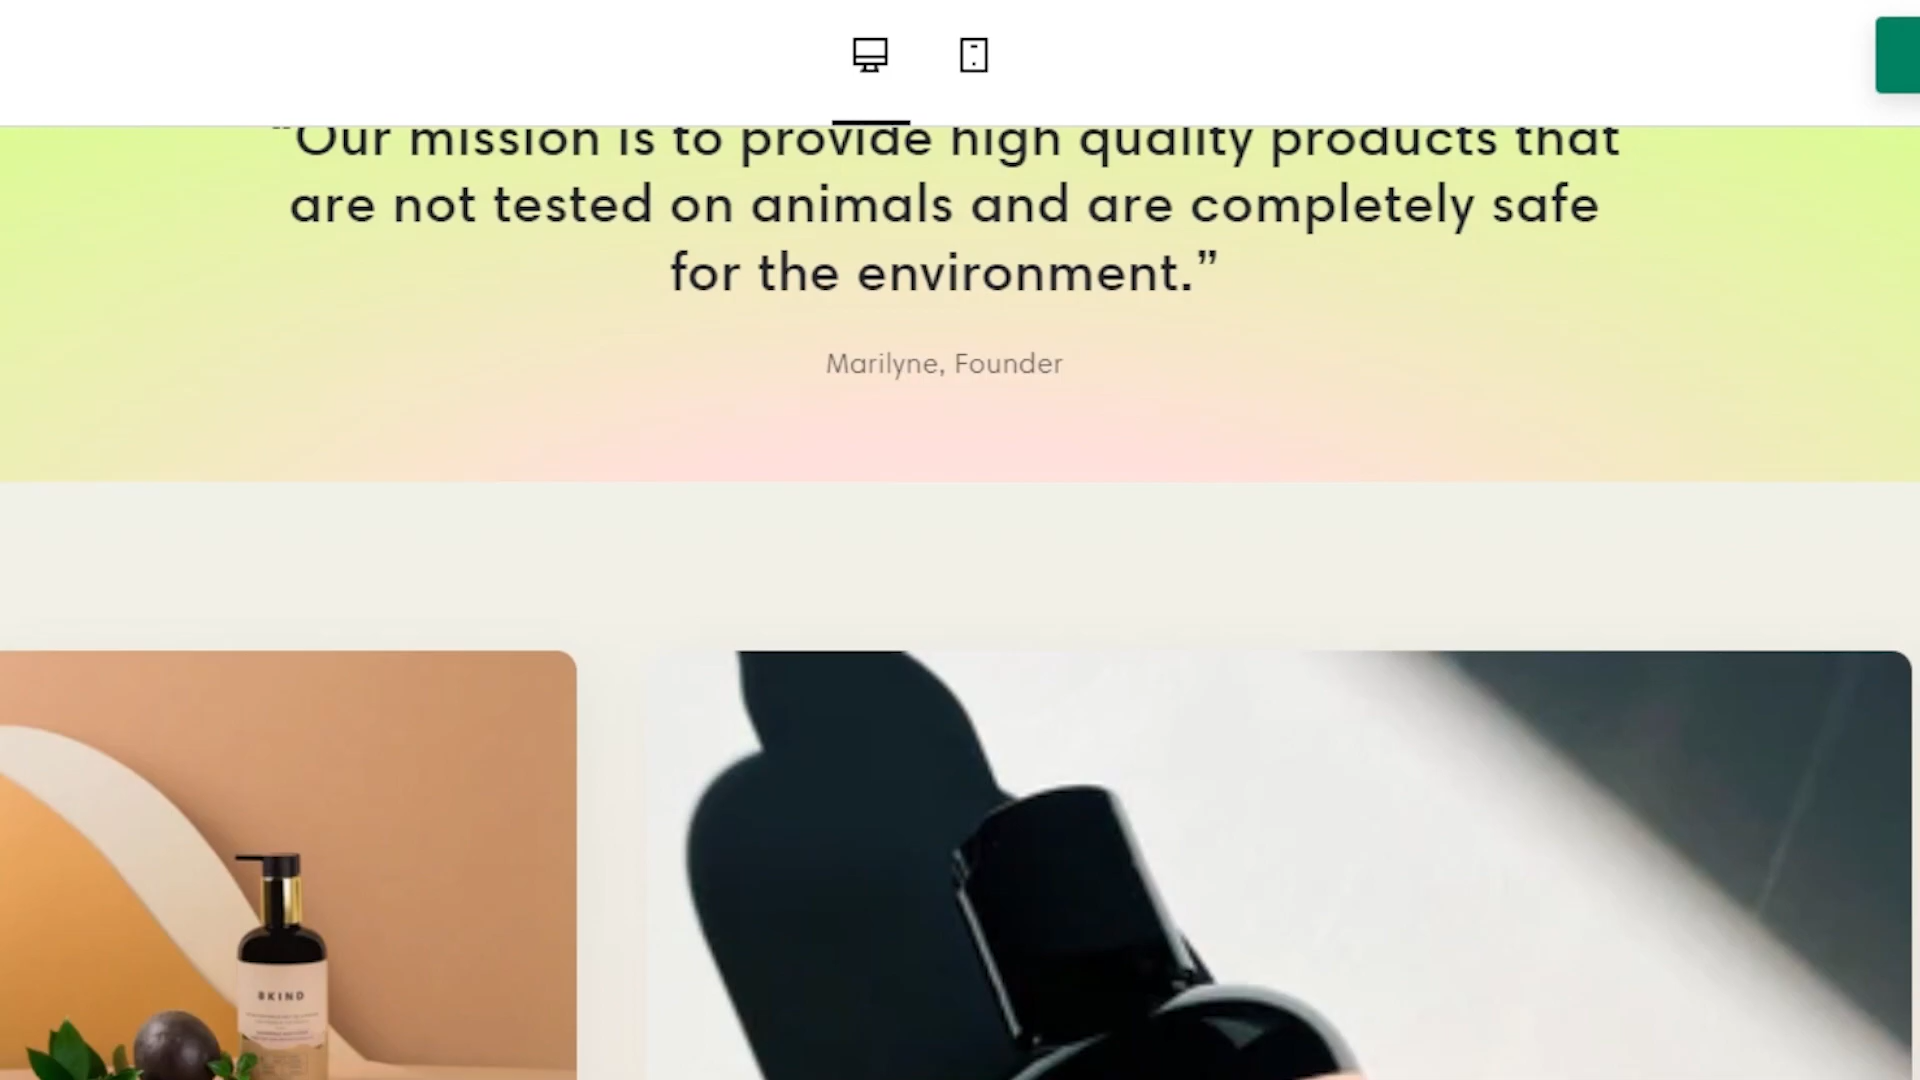 “Our mission is to provide high quality products that
are not tested on animals and are completely safe
for the environment.”
Marilyne, Founder
BKIND